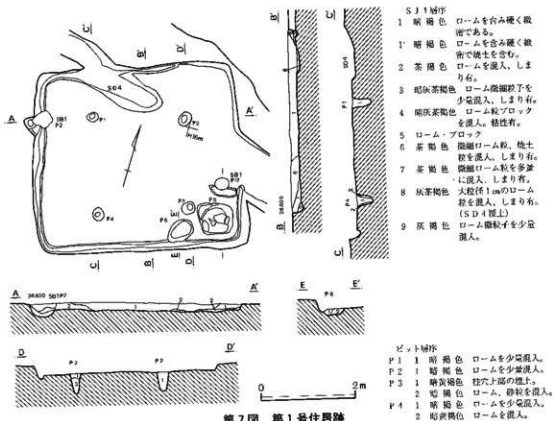 SJ1層序
1 暗褐色 ロームを含み硬く緻
密である。
1' 暗褐色 ロームを含み硬く緻
密で焼土を含む。
2 茶褐色 ロームを混入、しま
り有。
3 暗灰茶褐色 ローム微細粒子を
少量混入、しまり有。
4 暗灰茶褐色 ローム粒ブロック
を混入。粘性有。
5 ローム・ブロック
6 茶褐色 微細ローム粒、焼土
粒を混入、しまり有。
7 茶褐色 微細ローム粒を多量
に混入、しまり有。
8 灰茶褐色 大粒径1cmのローム
粒を混入、しまり有。
(SD4覆土)
9 灰褐色 ローム微粒子を少量
混入。
C' B' D'
SD4
A A'
SB1
P2
P1
P2
SB1
P4
P5
P6
C B D
E
B B'
C C'
SD4
P1
P4
A A'
SB1P2
E E'
P6
D D'
P3 P2
0 2m
ピット層序
P1 1 暗褐色 ロームを少量混入。
P2 1 暗褐色 ロームを少量混入。
P3 1 暗黄褐色 柱穴上部の埋土。
2 暗褐色 ローム、砂粒を混入。
P4 1 暗褐色 ロームを少量混入。
2 暗黄褐色 ロームを混入。
第7図 第1号住居跡